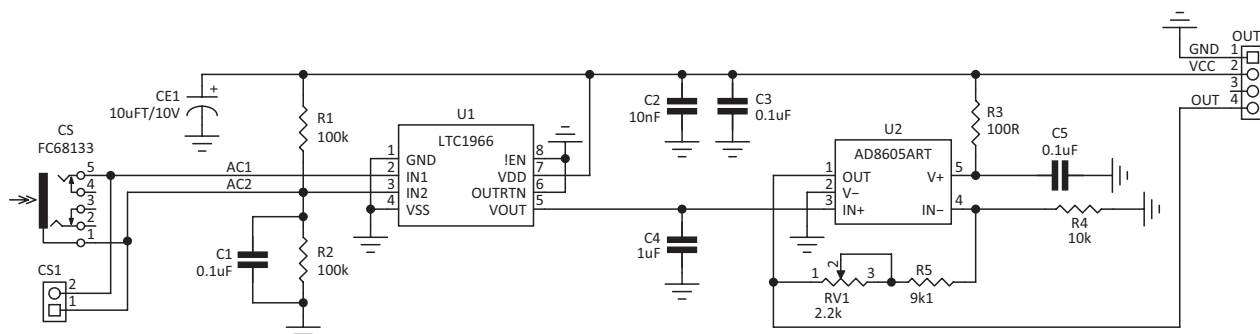 OUT
GND 1
VCC 2
3
OUT 4
CE1
10uFT/10V
+
R1
100k
U1
LTC1966
1 GND
2 IN1
3 IN2
4 VSS
!EN 8
VDD 7
OUTRTN 6
VOUT 5
C2
10nF
C3
0.1uF
R3
100R
U2
AD8605ART
1 OUT
2 V−
3 IN+
V+ 5
IN− 4
C5
0.1uF
R4
10k
CS
FC68133
5
4
3
2
1
AC1
AC2
C1
0.1uF
R2
100k
C4
1uF
1 2 3
RV1
2.2k
R5
9k1
CS1
2
1